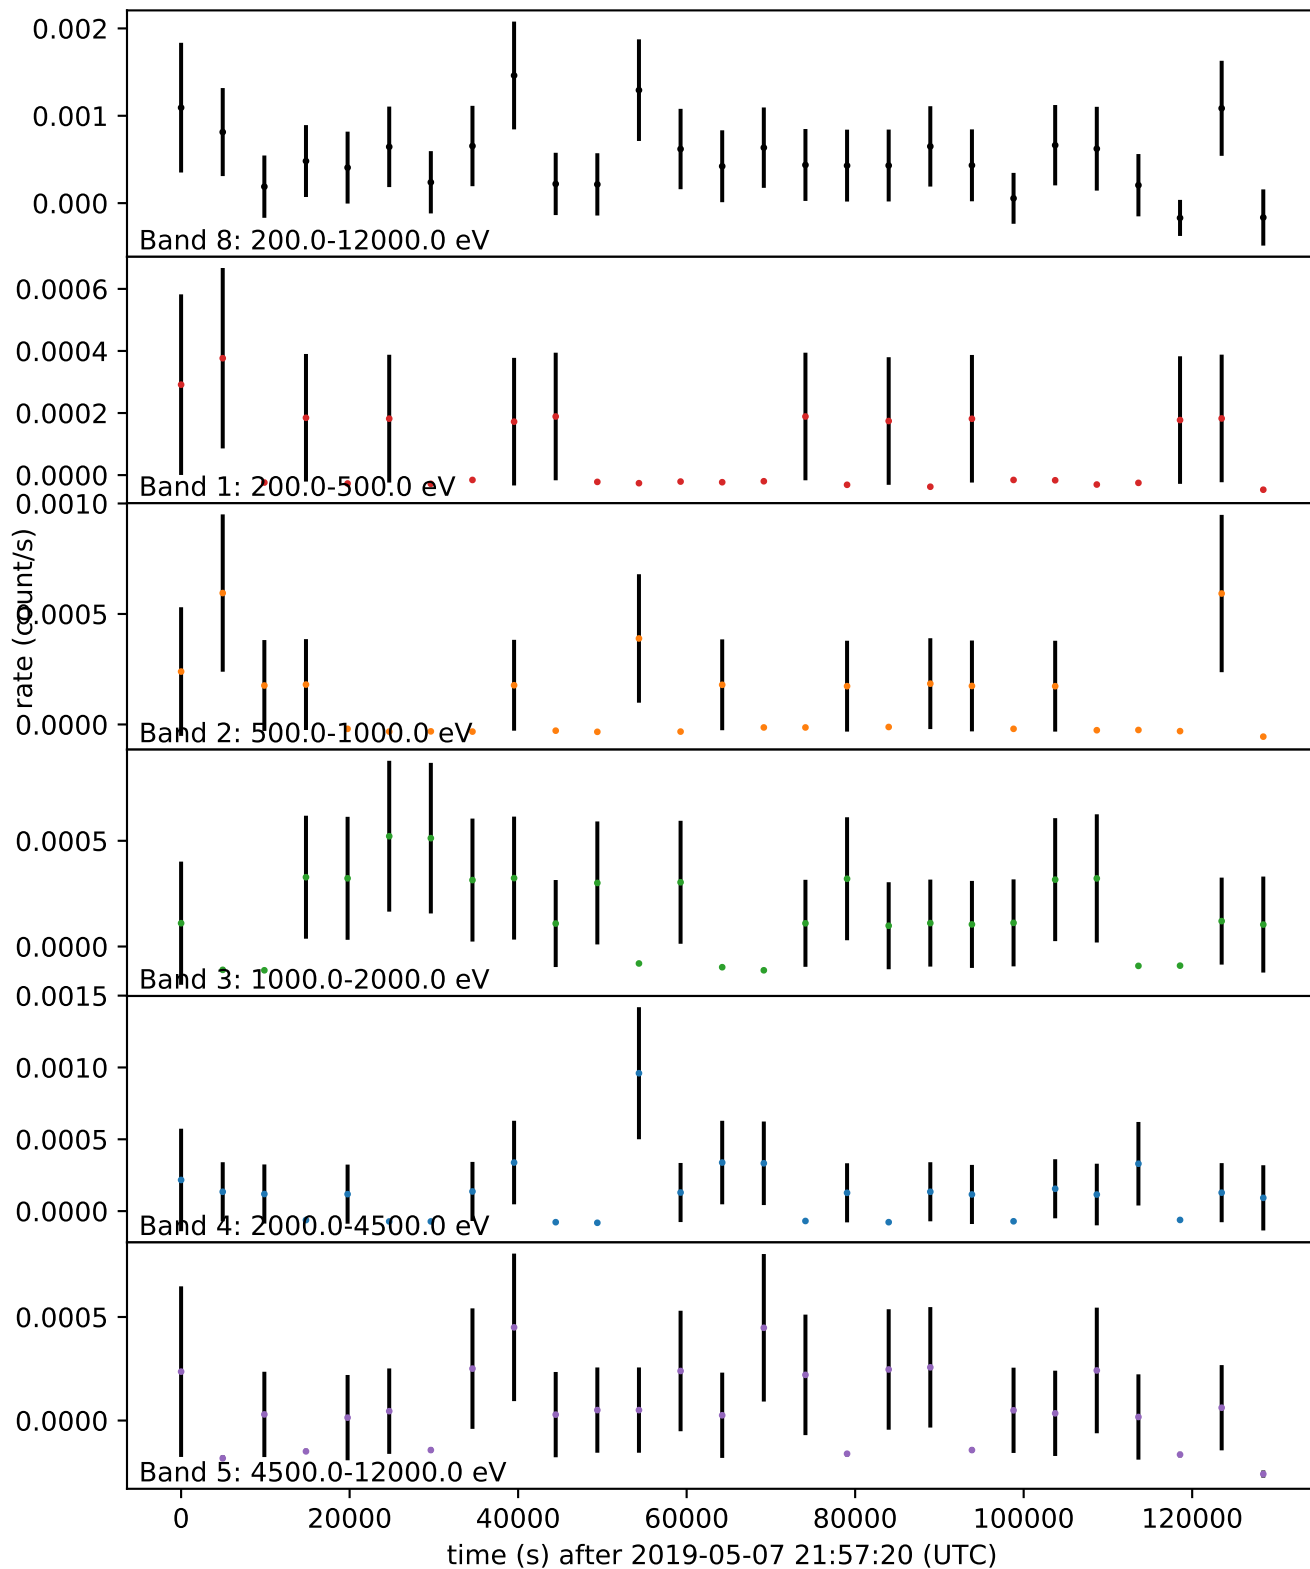 0.002
0.001
0.000
Band 8: 200.0-12000.0 eV
0.0006
0.0004
0.0002
0.0000
Band 1: 200.0-500.0 eV
0.0010
0.0005
0.0000
Band 2: 500.0-1000.0 eV
rate (count/s)
0.0005
0.0000
Band 3: 1000.0-2000.0 eV
0.0015
0.0010
0.0005
0.0000
Band 4: 2000.0-4500.0 eV
0.0005
0.0000
Band 5: 4500.0-12000.0 eV
0 20000 40000 60000 80000 100000 120000
time (s) after 2019-05-07 21:57:20 (UTC)